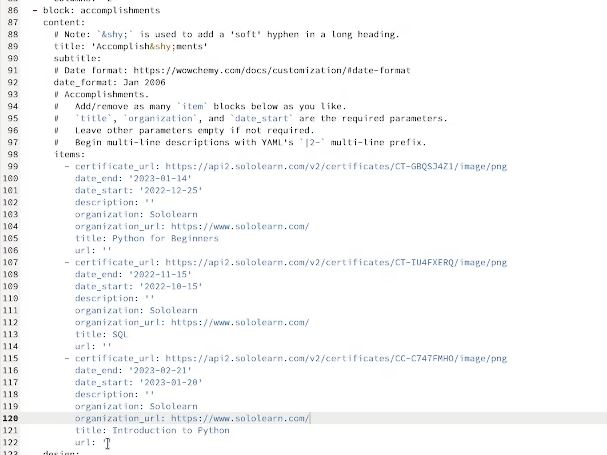 86 - block: accomplishments
87 content:
88 # Note: `&shy;` is used to add a 'soft' hyphen in a long heading.
89 title: 'Accomplish&shy;ments'
90 subtitle:
91 # Date format: https://wowchemy.com/docs/customization/#date-format
92 date_format: Jan 2006
93 # Accomplishments.
94 #   Add/remove as many `item` blocks below as you like.
95 #   `title`, `organization`, and `date_start` are the required parameters.
96 #   Leave other parameters empty if not required.
97 #   Begin multi-line descriptions with YAML's `|2-` multi-line prefix.
98 items:
99 - certificate_url: https://api2.sololearn.com/v2/certificates/CT-GBQSJ4Z1/image/png
100 date_end: '2023-01-14'
101 date_start: '2022-12-25'
102 description: ''
103 organization: Sololearn
104 organization_url: https://www.sololearn.com/
105 title: Python for Beginners
106 url: ''
107 - certificate_url: https://api2.sololearn.com/v2/certificates/CT-IU4FXERQ/image/png
108 date_end: '2022-11-15'
109 date_start: '2022-10-15'
110 description: ''
111 organization: Sololearn
112 organization_url: https://www.sololearn.com/
113 title: SQL
114 url: ''
115 - certificate_url: https://api2.sololearn.com/v2/certificates/CC-C747FMHO/image/png
116 date_end: '2023-02-21'
117 date_start: '2023-01-20'
118 description: ''
119 organization: Sololearn
120 organization_url: https://www.sololearn.com/
121 title: Introduction to Python
122 url: '
123 design: